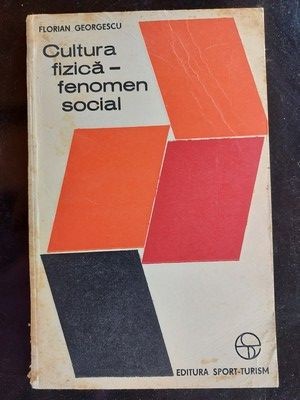 FLORIAN GEORGESCU
Cultura
fizică –
fenomen
social
EDITURA SPORT-TURISM